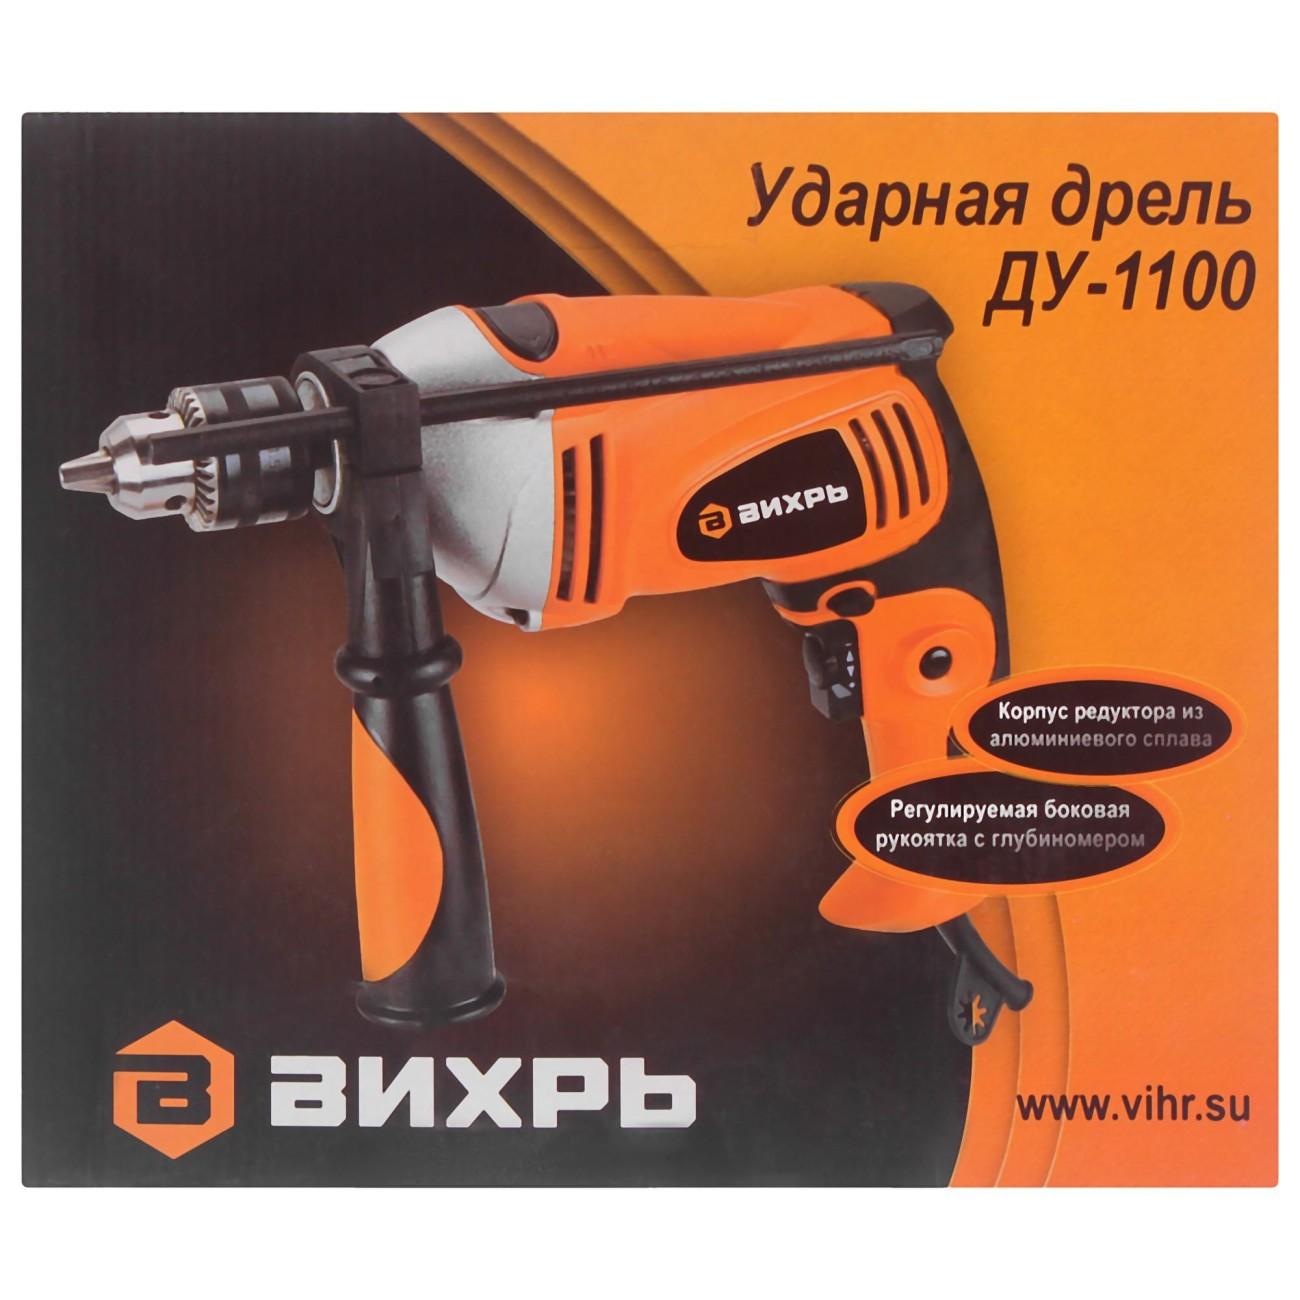 Ударная дрель
ДУ-1100
ВИХРЬ
Корпус редуктора из
алюминиевого сплава
Регулируемая боковая
рукоятка с глубиномером
ВИХРЬ
www.vihr.su